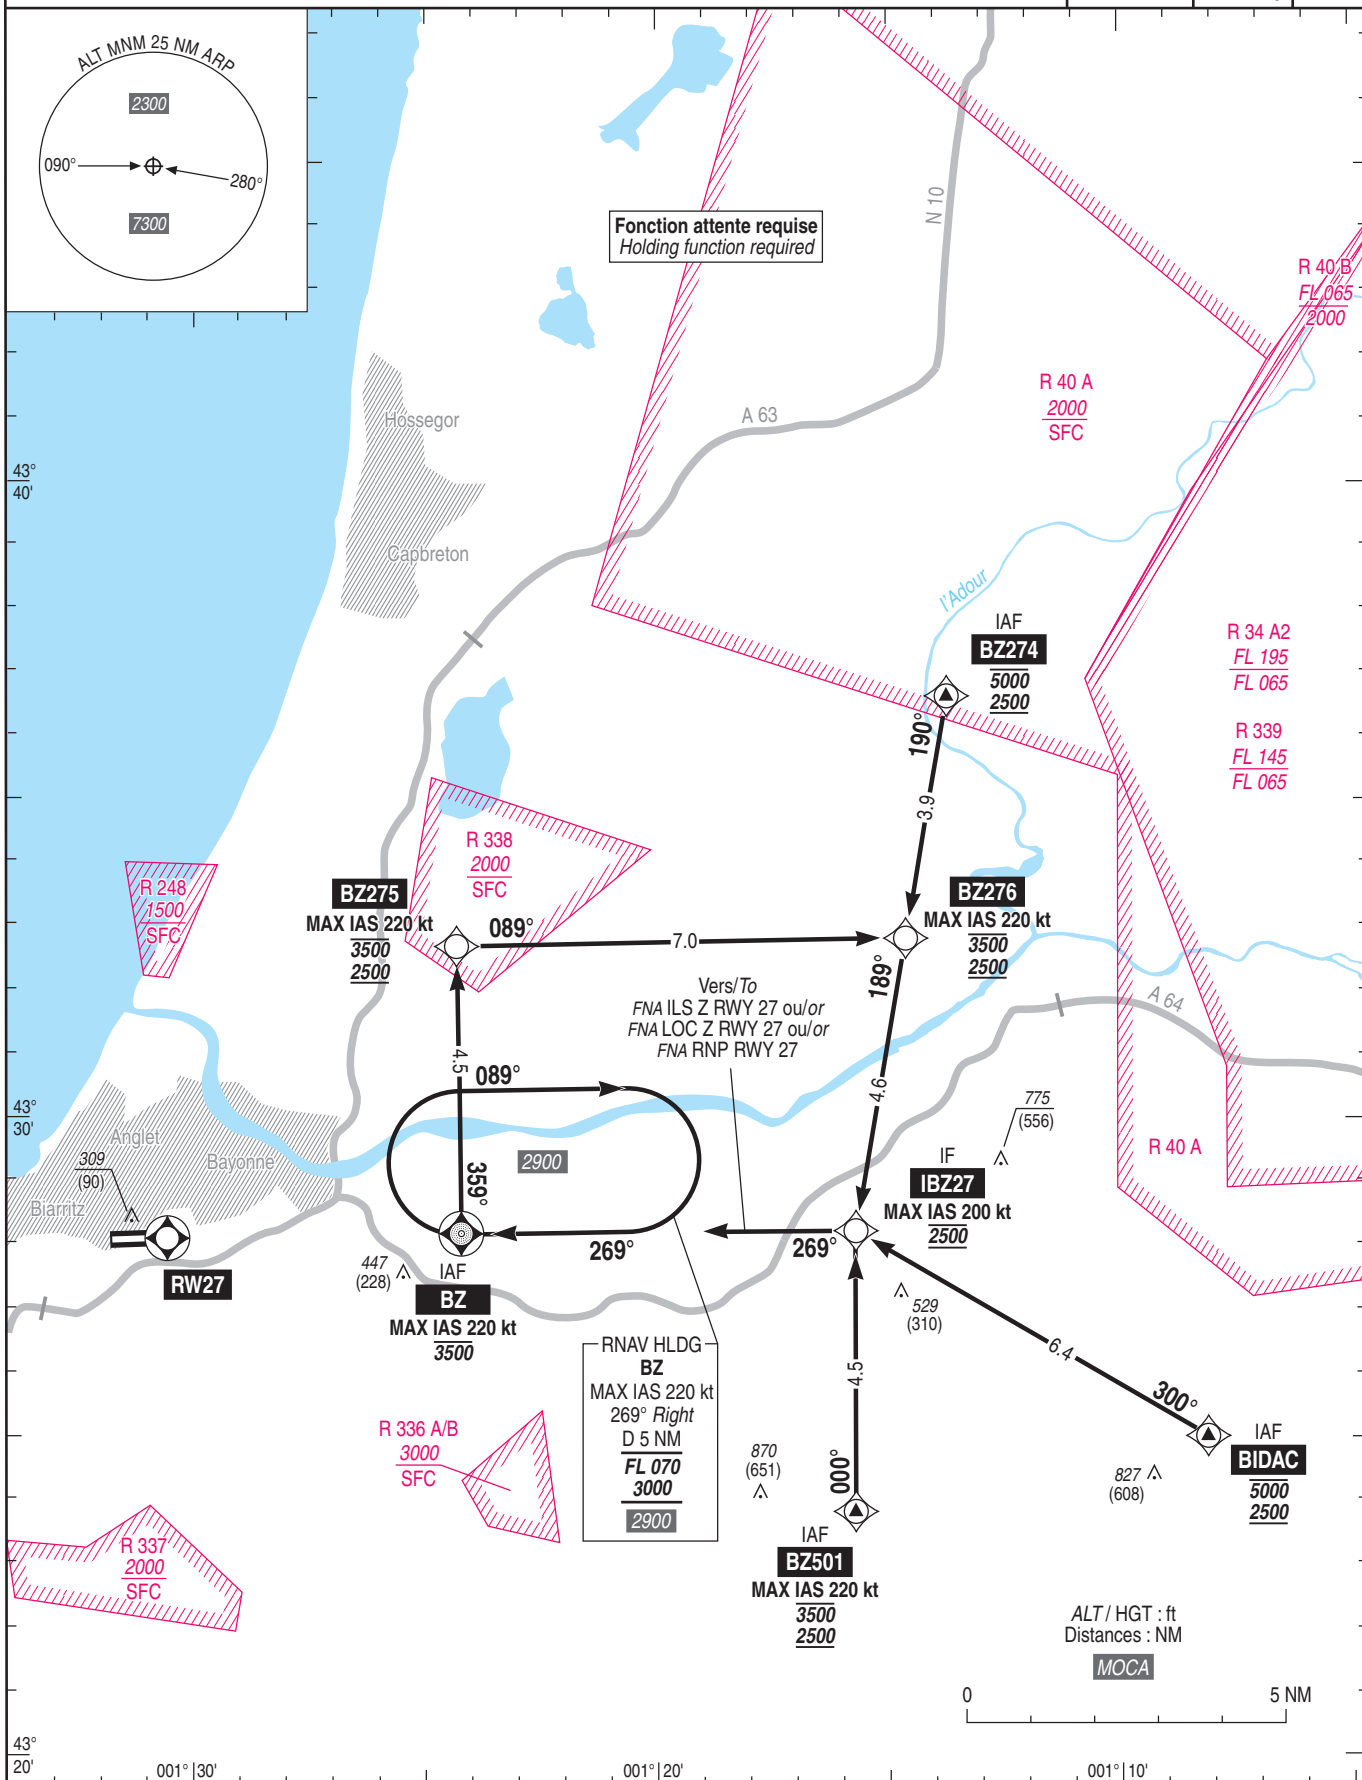 ALT MNM 25 NM ARP
2300
090°
280°
7300
N 10
Fonction attente requise
Holding function required
R 40 B
FL 065
2000
R 40 A
2000
SFC
A 63
Hossegor
43°
40'
Capbreton
l'Adour
IAF
BZ274
5000
2500
R 34 A2
FL 195
FL 065
R 339
FL 145
FL 065
190°
3.9
R 338
2000
SFC
R 248
1500
SFC
BZ275
MAX IAS 220 kt
3500
2500
089°
7.0
BZ276
MAX IAS 220 kt
3500
2500
189°
4.6
Vers/To
FNA ILS Z RWY 27 ou/or
FNA LOC Z RWY 27 ou/or
FNA RNP RWY 27
A 64
4.5
089°
359°
2900
43°
30'
775
(556)
Anglet
Bayonne
309
(90)
Biarritz
R 40 A
IF
IBZ27
MAX IAS 200 kt
2500
269°
269°
RW27
447
(228)
IAF
BZ
MAX IAS 220 kt
3500
529
(310)
RNAV HLDG
BZ
MAX IAS 220 kt
269° Right
D 5 NM
FL 070
3000
2900
4.5
000°
6.4
300°
IAF
BIDAC
5000
2500
R 336 A/B
3000
SFC
870
(651)
827
(608)
IAF
BZ501
MAX IAS 220 kt
3500
2500
R 337
2000
SFC
ALT / HGT : ft
Distances : NM
MOCA
0
5 NM
43°
20'
001° 30'
001° 20'
001° 10'